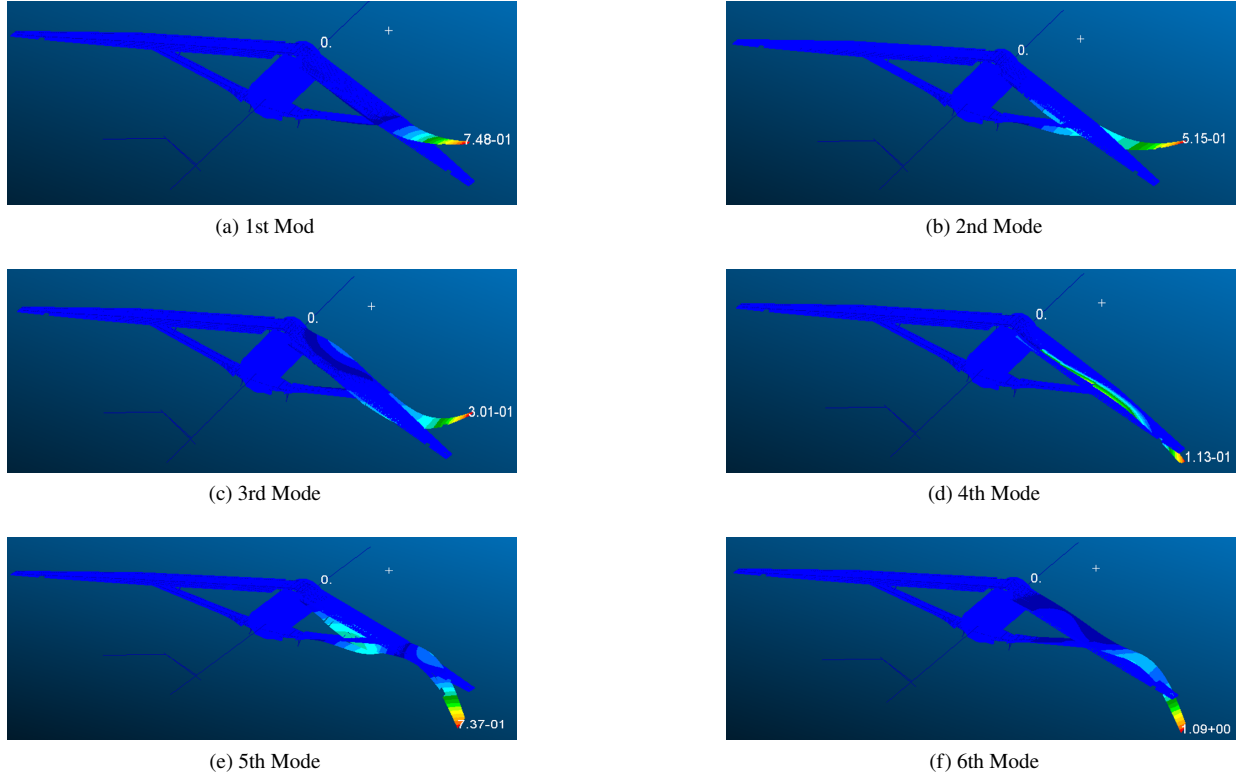 0.
7.48-01
(a) 1st Mod
0.
5.15-01
(b) 2nd Mode
0.
3.01-01
(c) 3rd Mode
0.
1.13-01
(d) 4th Mode
0.
7.37-01
(e) 5th Mode
0.
1.09+00
(f) 6th Mode